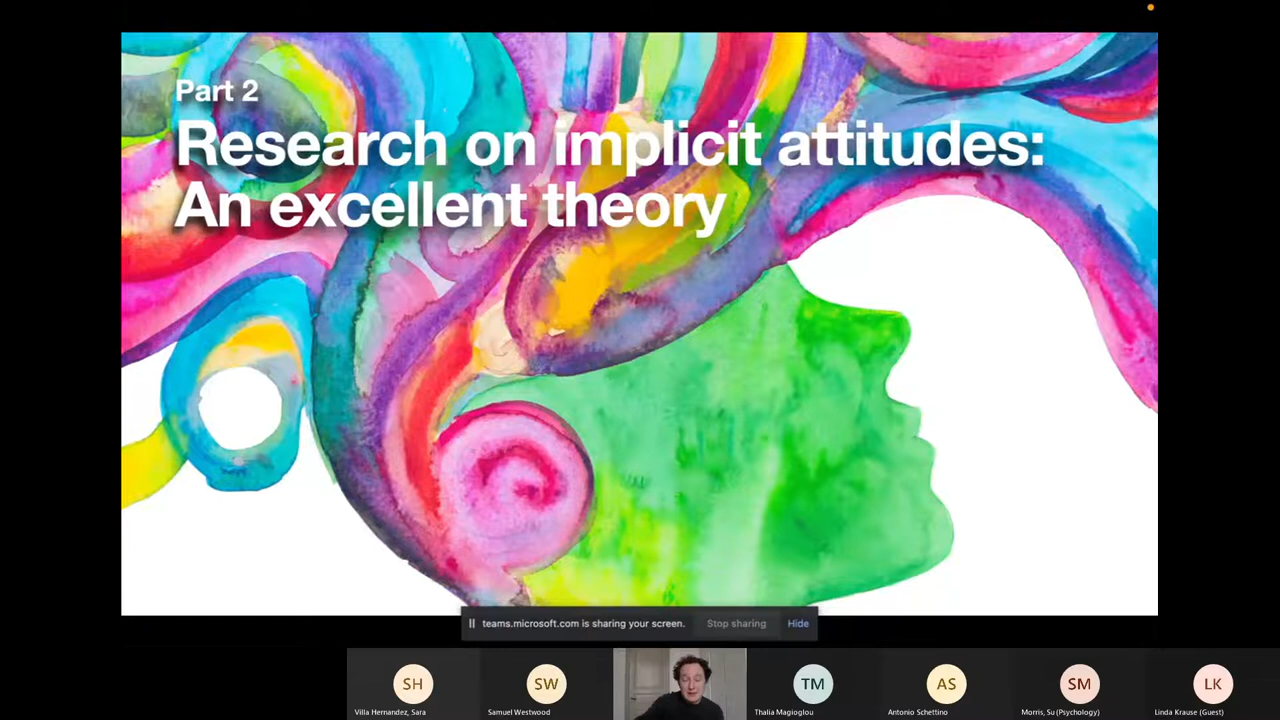 Part 2
Research on implicit attitudes:
An excellent theory
teams.microsoft.com is sharing your screen.
Stop sharing
Hide
SH
SW
TM
AS
SM
LK
Villa Hernandez, Sara
Samuel Westwood
Thalia Magioglou
Antonio Schettino
Morris, Su (Psychology)
Linda Krause (Guest)